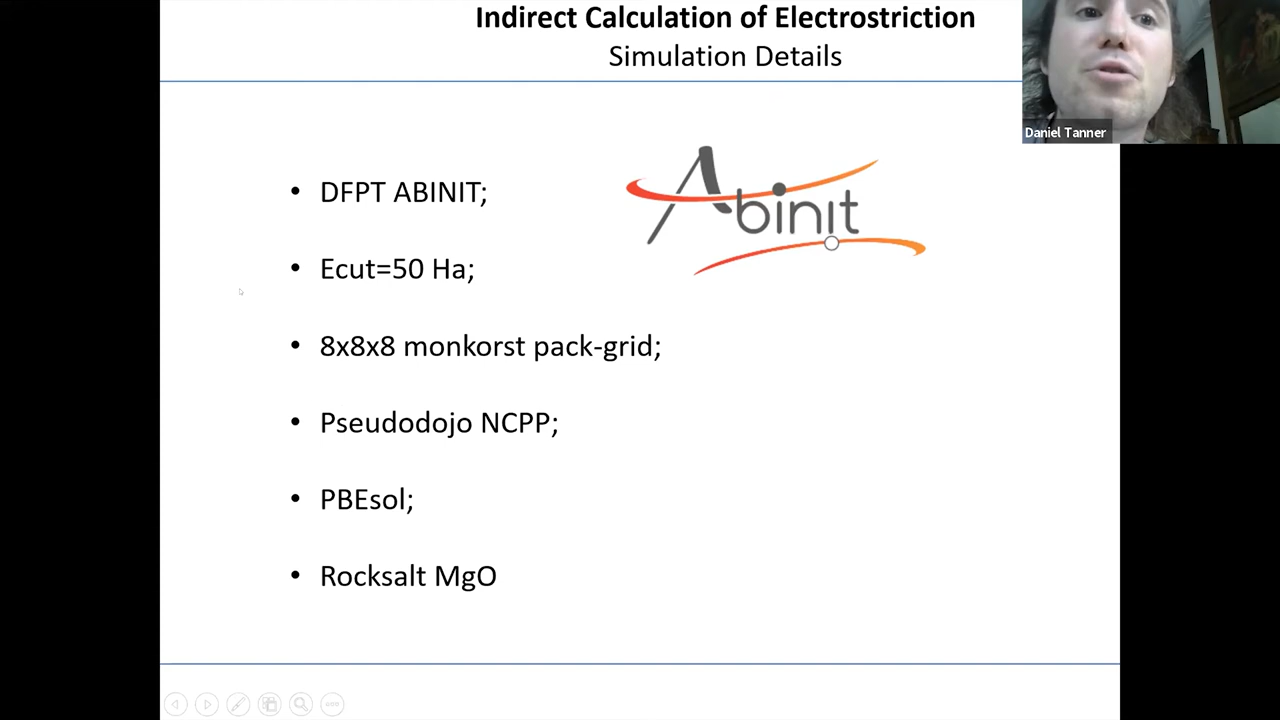 Indirect Calculation of Electrostriction
Simulation Details
Daniel Tanner
Abinit
• DFPT ABINIT;
• Ecut=50 Ha;
• 8x8x8 monkorst pack-grid;
• Pseudodojo NCPP;
• PBEsol;
• Rocksalt MgO